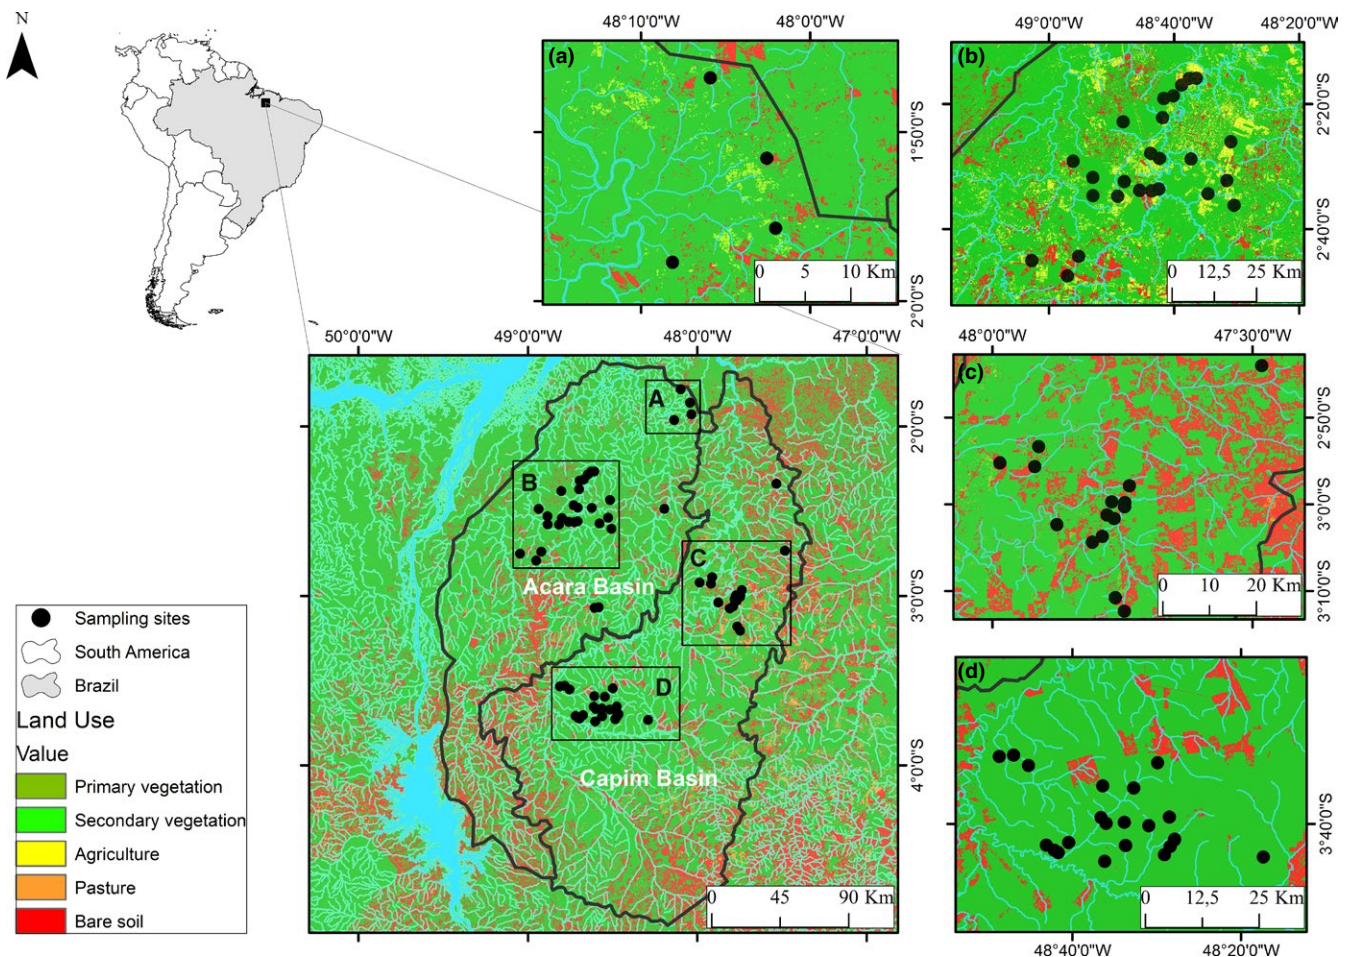 N
48°10'0"W 48°0'0"W
(a)
1°50'0"S
2°0'0"S
0 5 10 Km
49°0'0"W 48°40'0"W 48°20'0"W
(b)
2°20'0"S
2°40'0"S
0 12,5 25 Km
50°0'0"W 49°0'0"W 48°0'0"W 47°0'0"W
A
B
C
D
Acara Basin
Capim Basin
2°0'0"S
3°0'0"S
4°0'0"S
0 45 90 Km
48°0'0"W 47°30'0"W
(c)
2°50'0"S
3°0'0"S
3°10'0"S
0 10 20 Km
(d)
3°40'0"S
0 12,5 25 Km
48°40'0"W 48°20'0"W
Sampling sites
South America
Brazil
Land Use
Value
Primary vegetation
Secondary vegetation
Agriculture
Pasture
Bare soil